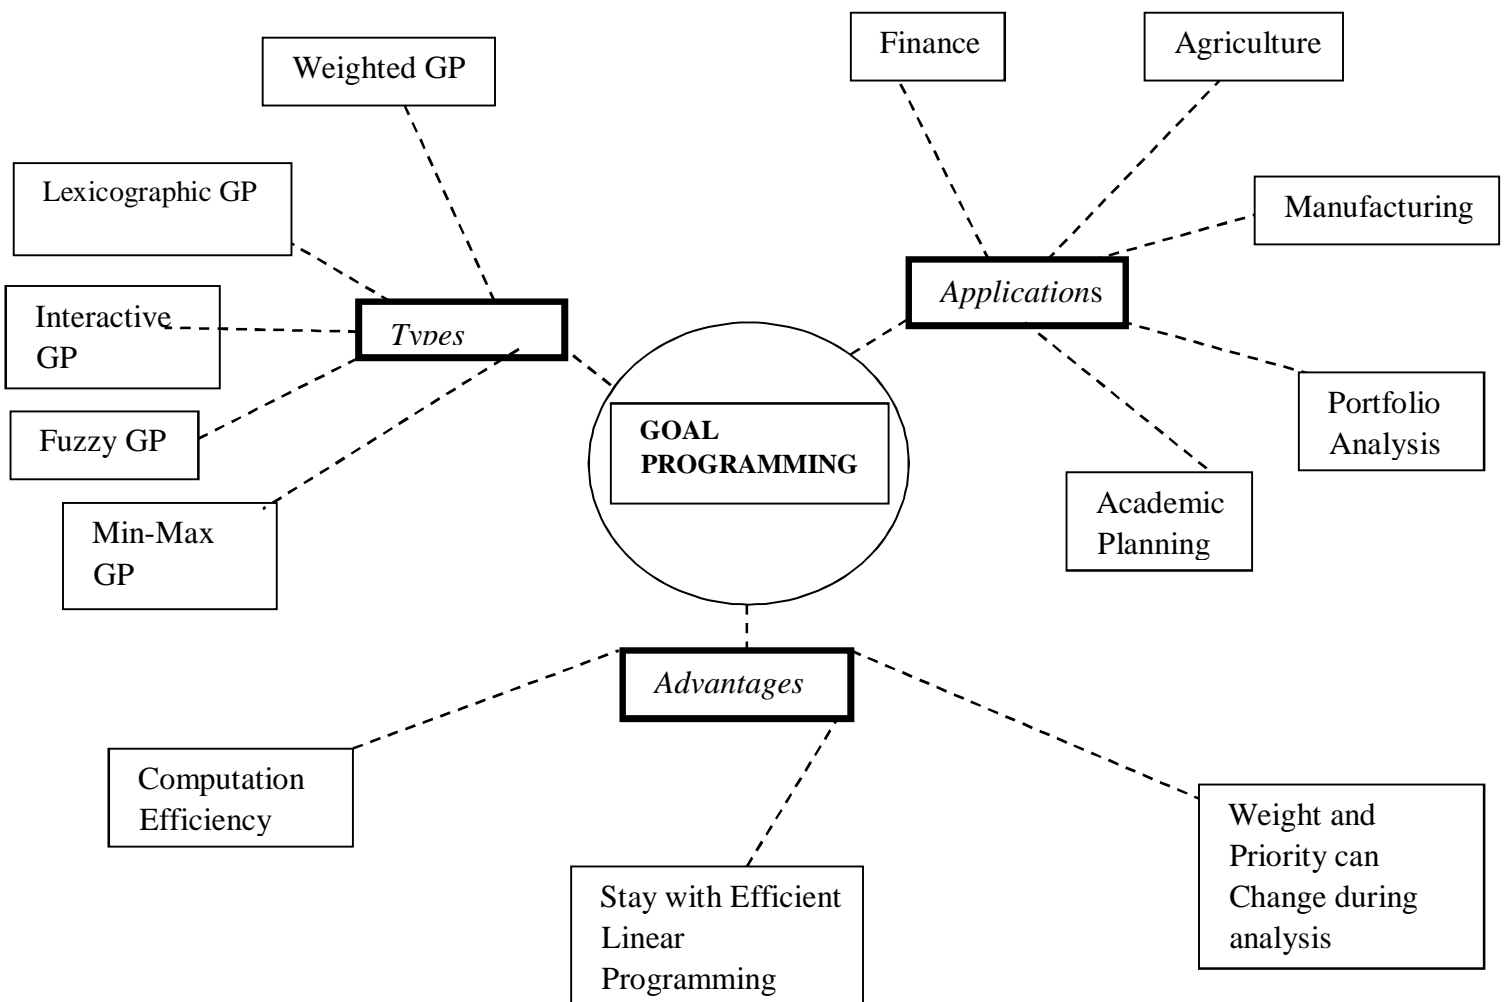 Weighted GP
Lexicographic GP
Interactive
GP
Fuzzy GP
Min-Max
GP
Types
GOAL
PROGRAMMING
Finance
Agriculture
Manufacturing
Applications
Portfolio
Analysis
Academic
Planning
Advantages
Computation
Efficiency
Stay with Efficient
Linear
Programming
Weight and
Priority can
Change during
analysis